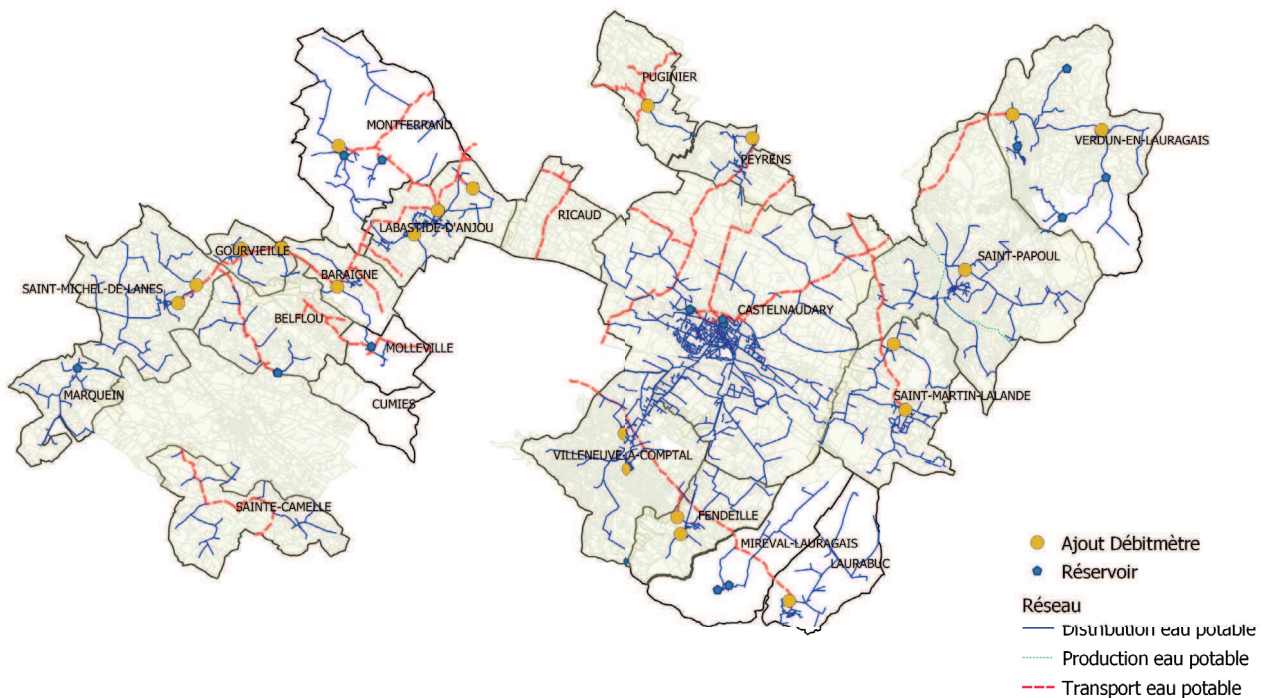 PUGINIER
MONTFERRAND
VERDUN-EN-LAURAGAIS
PEYRENS
RICAUD
LABASTIDE-D'ANJOU
GOURVIEILLE
SAINT-PAPOUL
BARAIGNE
SAINT-MICHEL-DE-LANES
CASTELNAUDARY
BELFLOU
MOLLEVILLE
MARQUEIN
SAINT-MARTIN-LALANDE
CUMIES
VILLENEUVE-A-COMPTAL
SAINTE-CAMELLE
FENDEILLE
MIREVAL-LAURAGAIS
LAURABUC
Ajout Débitmètre
Réservoir
Réseau
Distribution eau potable
Production eau potable
Transport eau potable